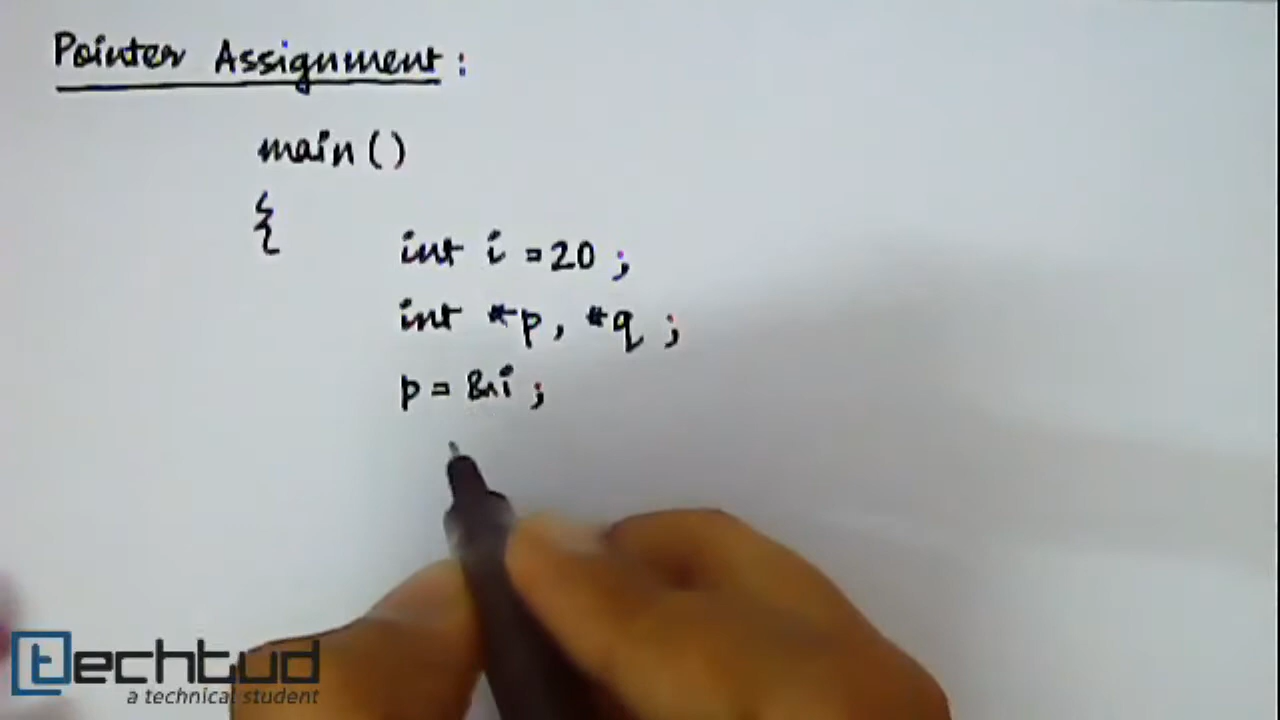 Pointer Assignment :
main ()
{
int i = 20 ;
int *p, *q ;
p = &i ;
techtud
a technical student